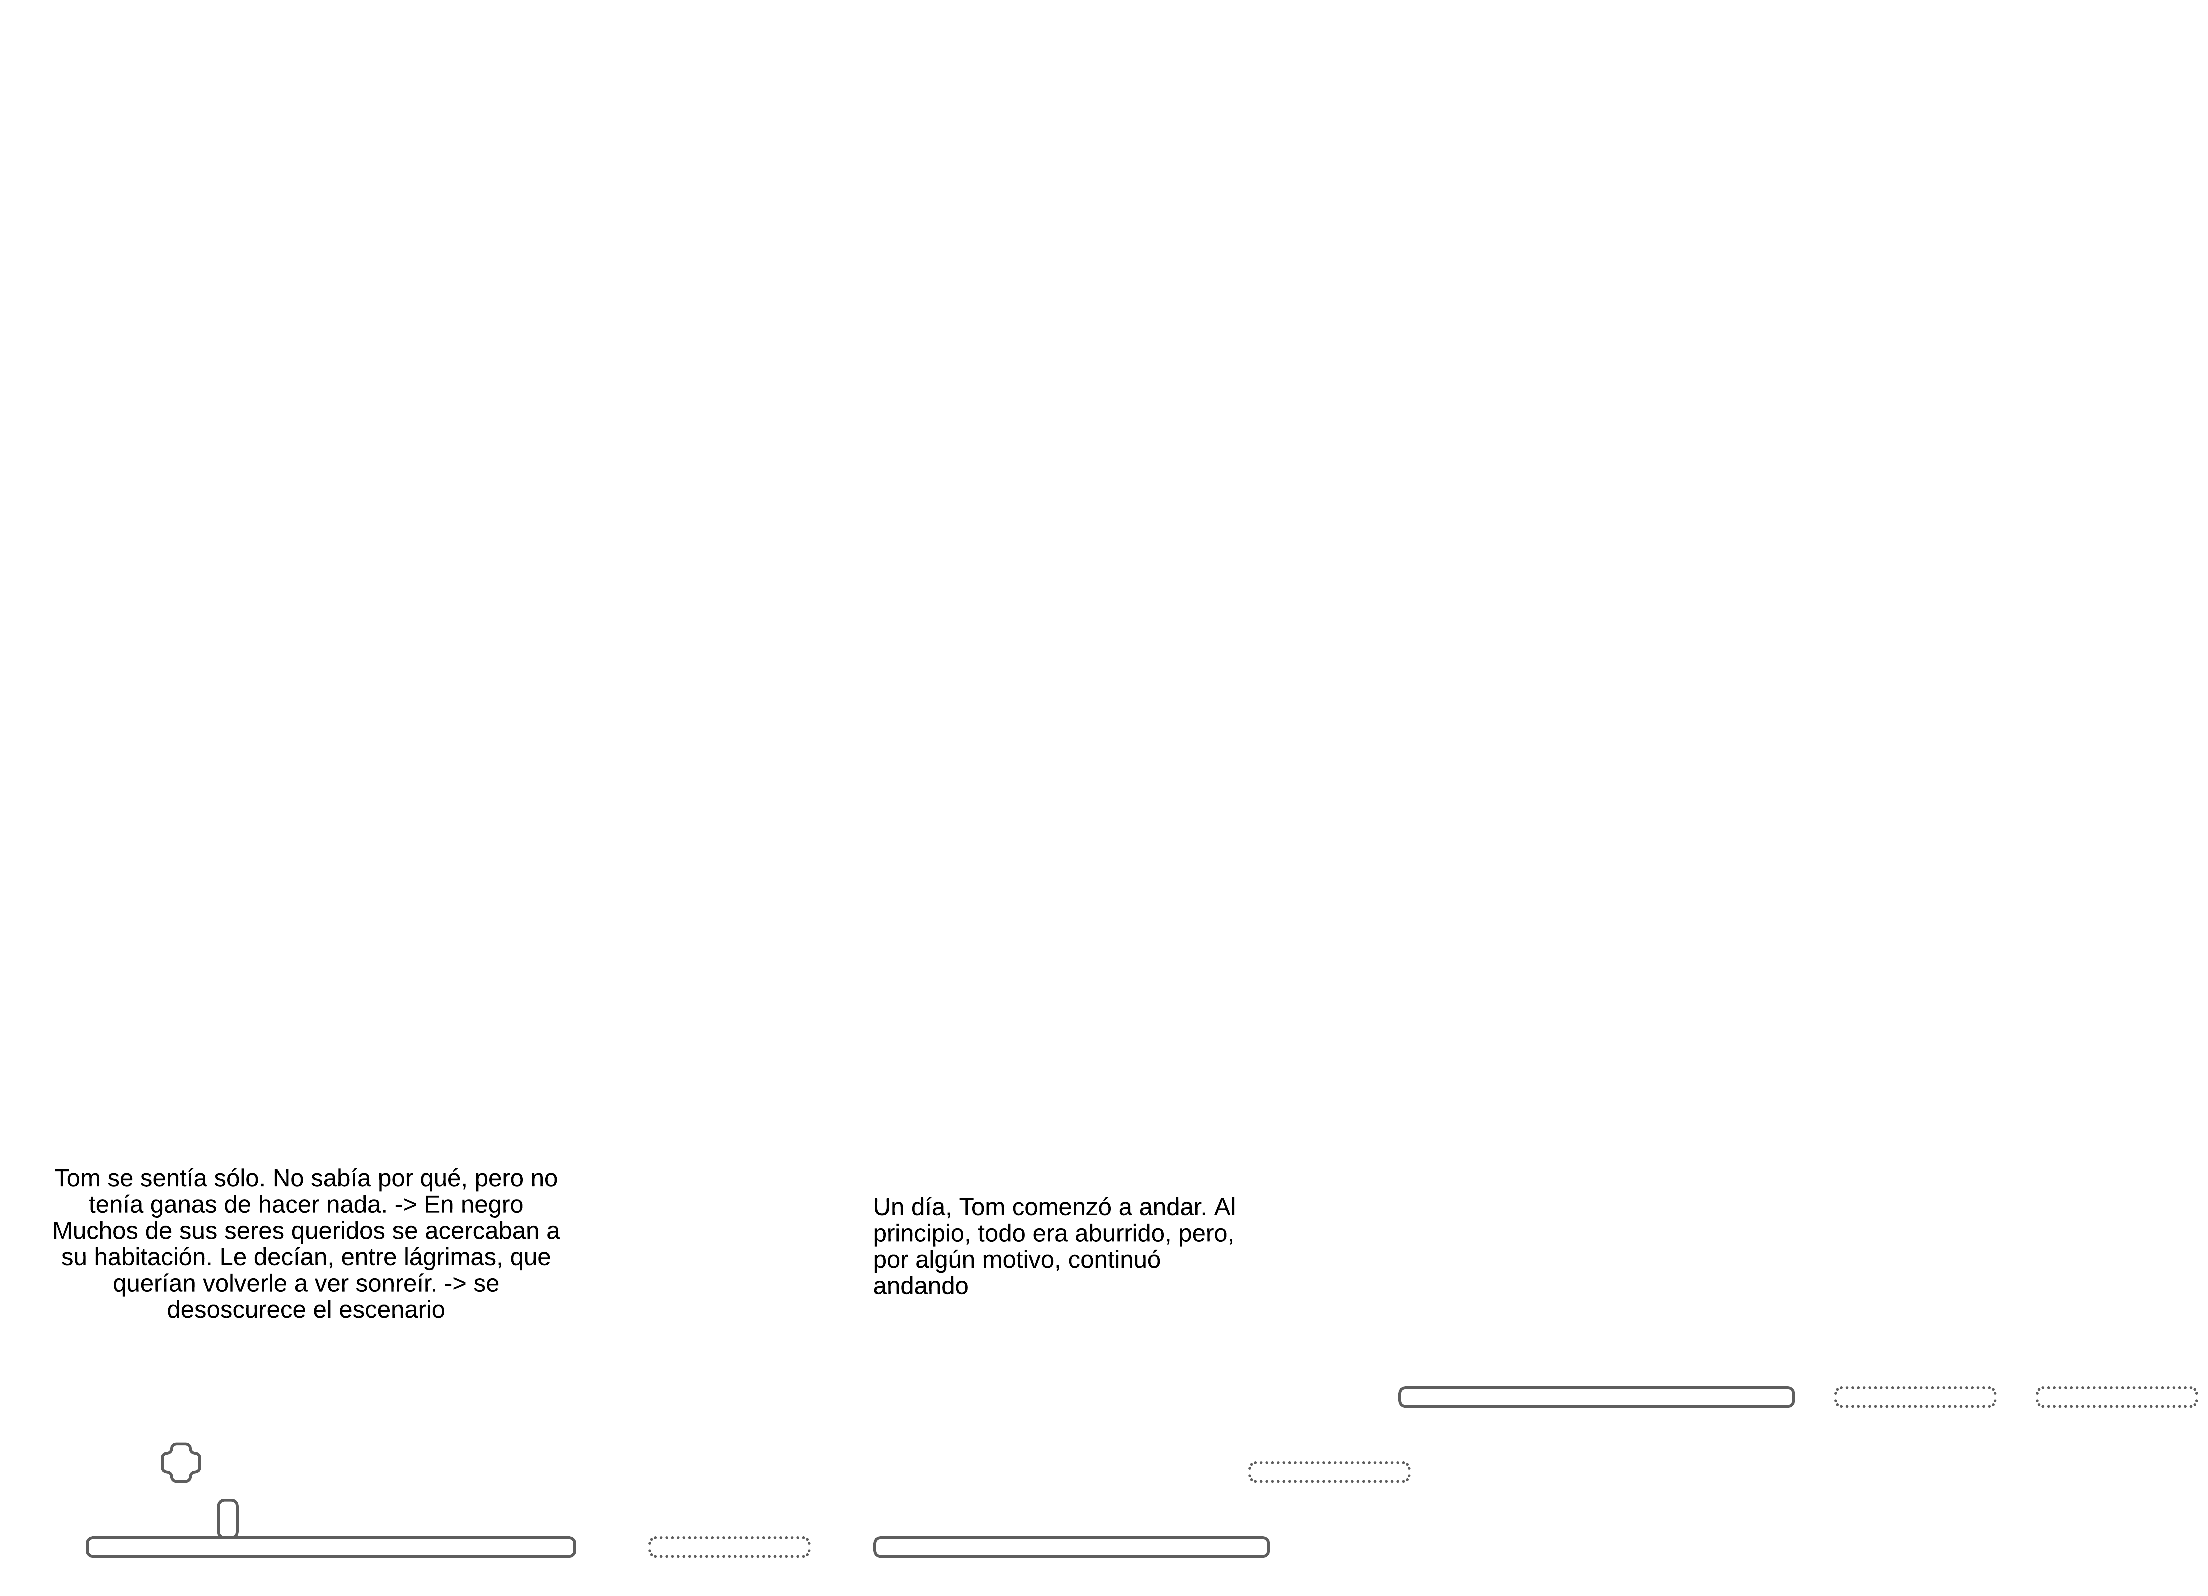 Tom se sentía sólo. No sabía por qué, pero no
tenía ganas de hacer nada. -> En negro
Muchos de sus seres queridos se acercaban a
su habitación. Le decían, entre lágrimas, que
querían volverle a ver sonreír. -> se
desoscurece el escenario
Un día, Tom comenzó a andar. Al
principio, todo era aburrido, pero,
por algún motivo, continuó
andando